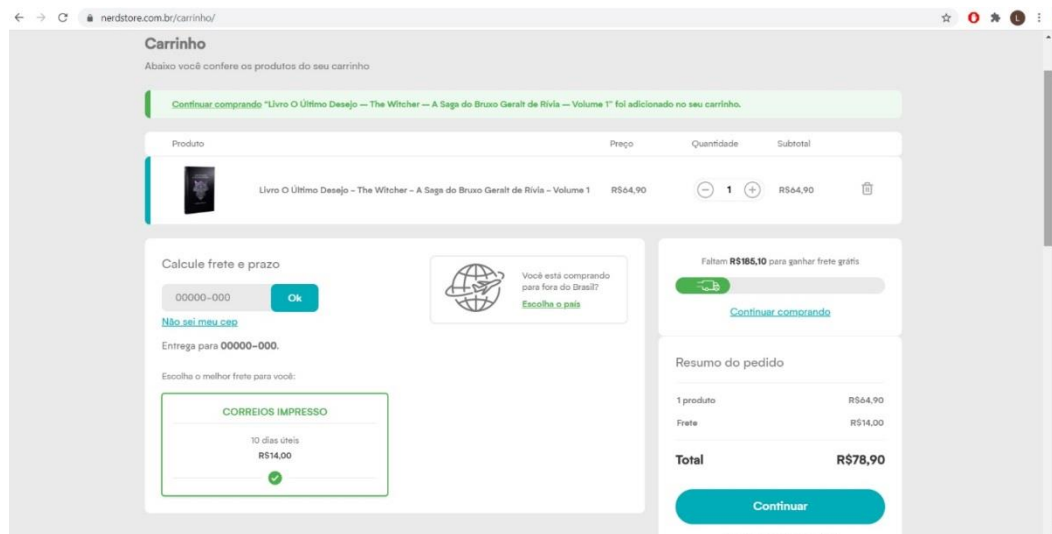 nerdstore.com.br/carrinho/
L
Carrinho
Abaixo você confere os produtos do seu carrinho
Continuar comprando "Livro O Último Desejo — The Witcher — A Saga do Bruxo Geralt de Rívia — Volume 1" foi adicionado no seu carrinho.
Produto Preço Quantidade Subtotal
Livro O Último Desejo – The Witcher – A Saga do Bruxo Geralt de Rívia – Volume 1 R$64,90 1 R$64,90
Calcule frete e prazo
00000-000 Ok
Não sei meu cep
Entrega para 00000-000.
Escolha o melhor frete para você:
CORREIOS IMPRESSO
10 dias úteis
R$14,00
Você está comprando
para fora do Brasil?
Escolha o país
Faltam R$185,10 para ganhar frete grátis
Continuar comprando
Resumo do pedido
1 produto R$64,90
Frete R$14,00
Total R$78,90
Continuar